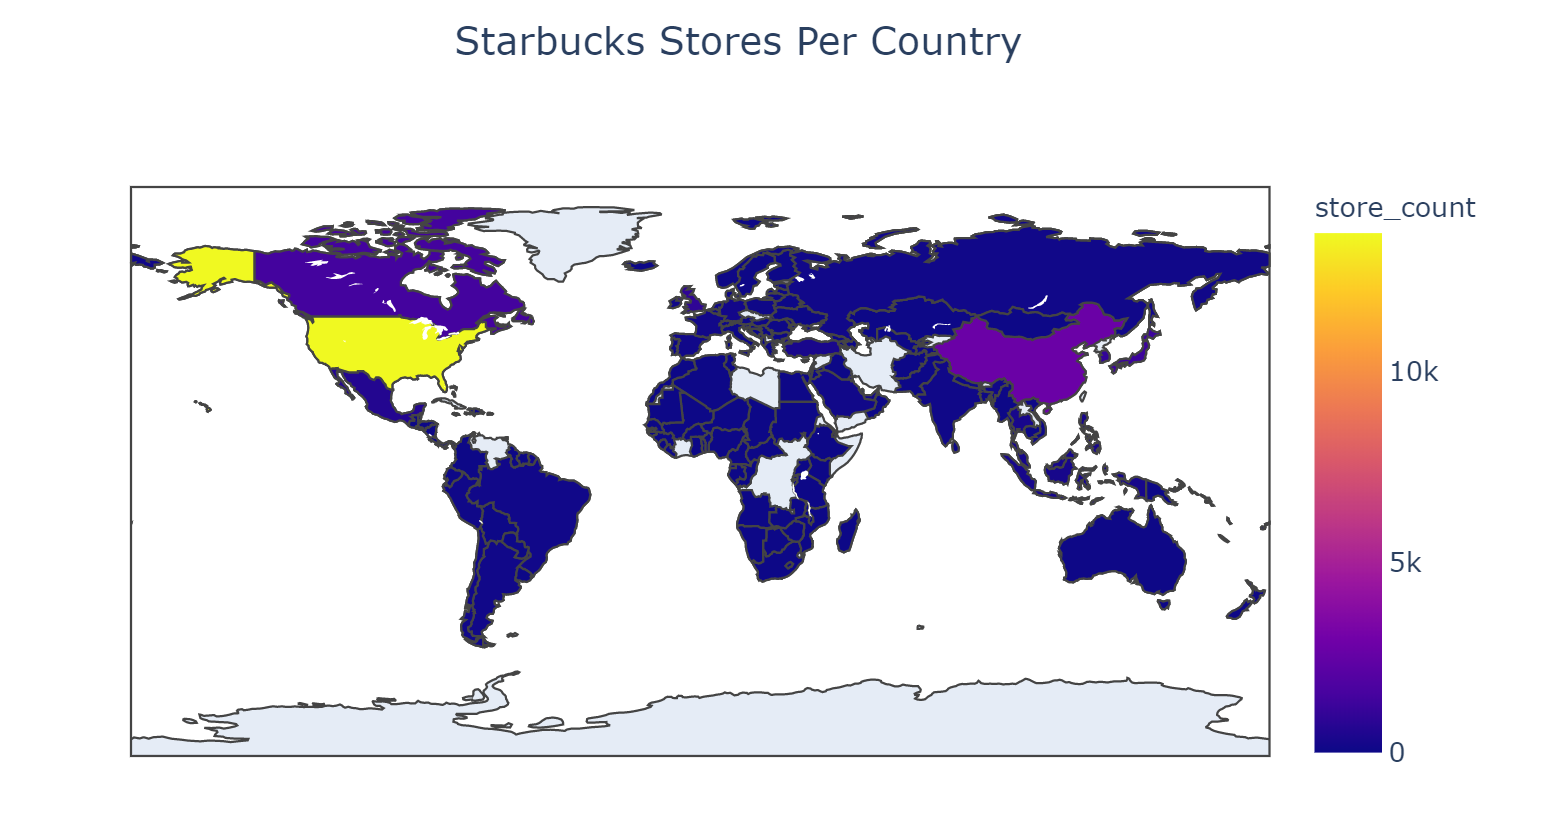 Starbucks Stores Per Country
store_count
10k
5k
0